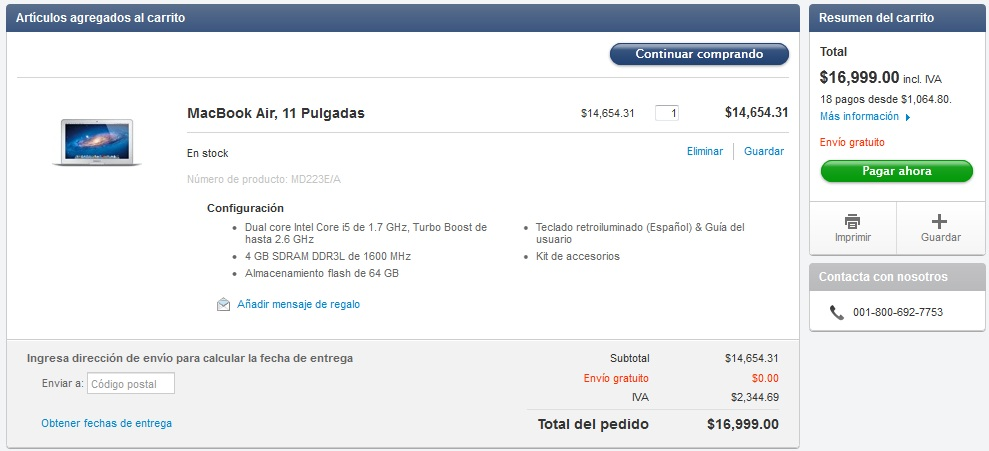 Artículos agregados al carrito
Continuar comprando
MacBook Air, 11 Pulgadas
$14,654.31
1
$14,654.31
En stock
Eliminar
Guardar
Número de producto: MD223E/A
Configuración
Dual core Intel Core i5 de 1.7 GHz, Turbo Boost de
hasta 2.6 GHz
4 GB SDRAM DDR3L de 1600 MHz
Almacenamiento flash de 64 GB
Teclado retroiluminado (Español) & Guía del
usuario
Kit de accesorios
Añadir mensaje de regalo
Ingresa dirección de envío para calcular la fecha de entrega
Enviar a: Código postal
Obtener fechas de entrega
Subtotal $14,654.31
Envío gratuito $0.00
IVA $2,344.69
Total del pedido $16,999.00
Resumen del carrito
Total
$16,999.00 incl. IVA
18 pagos desde $1,064.80.
Más información
Envío gratuito
Pagar ahora
Imprimir
Guardar
Contacta con nosotros
001-800-692-7753